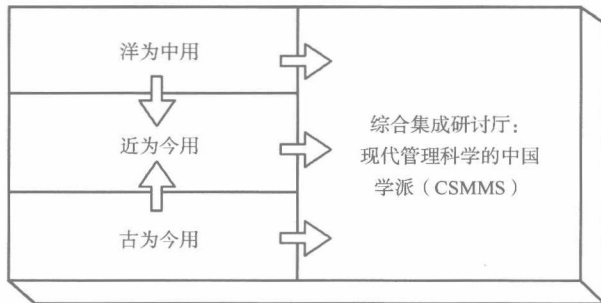 洋为中用
近为今用
古为今用
综合集成研讨厅：
现代管理科学的中国
学派（CSMMS）